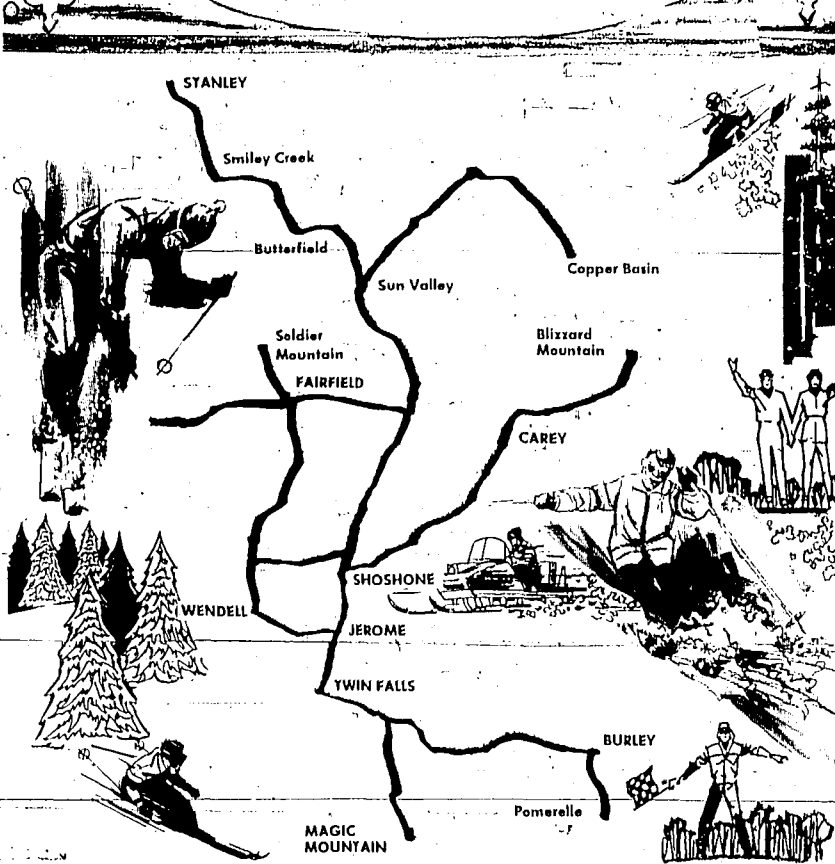 STANLEY
Smiley Creek
Butterfield
Sun Valley
Copper Basin
Soldier
Mountain
Blizzard
Mountain
FAIRFIELD
CAREY
SHOSHONE
WENDELL
JEROME
TWIN FALLS
BURLEY
Pomerelle
MAGIC
MOUNTAIN